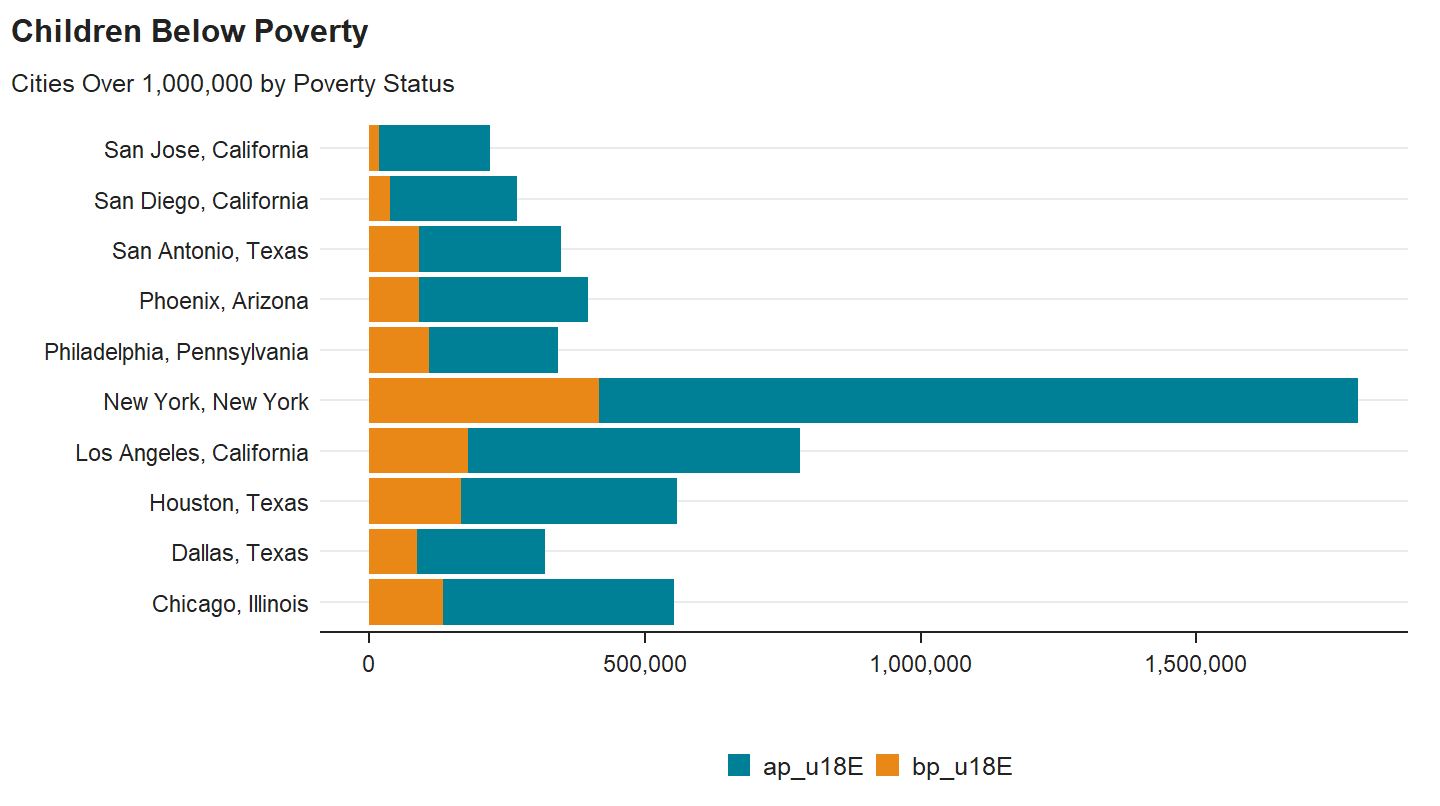 Children Below Poverty
Cities Over 1,000,000 by Poverty Status
San Jose, California
San Diego, California
San Antonio, Texas
Phoenix, Arizona
Philadelphia, Pennsylvania
New York, New York
Los Angeles, California
Houston, Texas
Dallas, Texas
Chicago, Illinois
0 500,000 1,000,000 1,500,000
ap_u18E bp_u18E